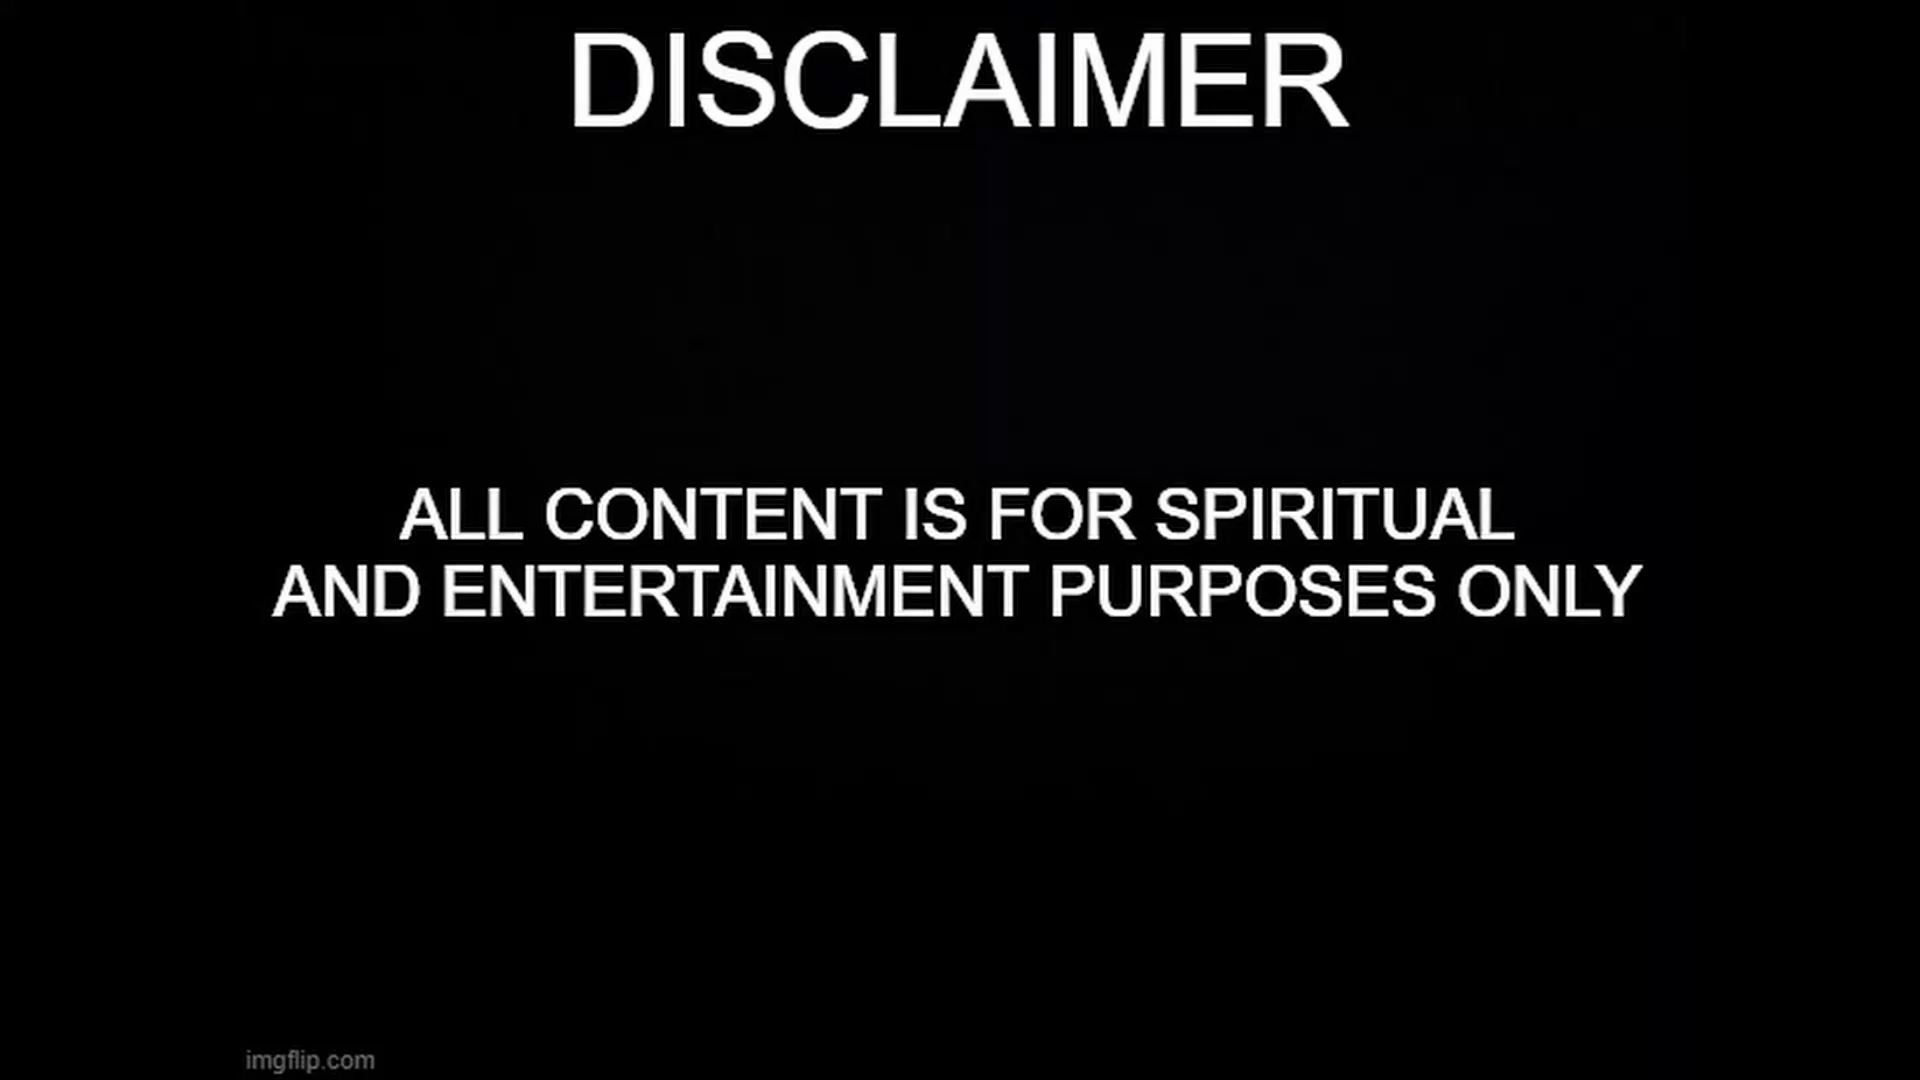 DISCLAIMER
ALL CONTENT IS FOR SPIRITUAL
AND ENTERTAINMENT PURPOSES ONLY
imgflip.com